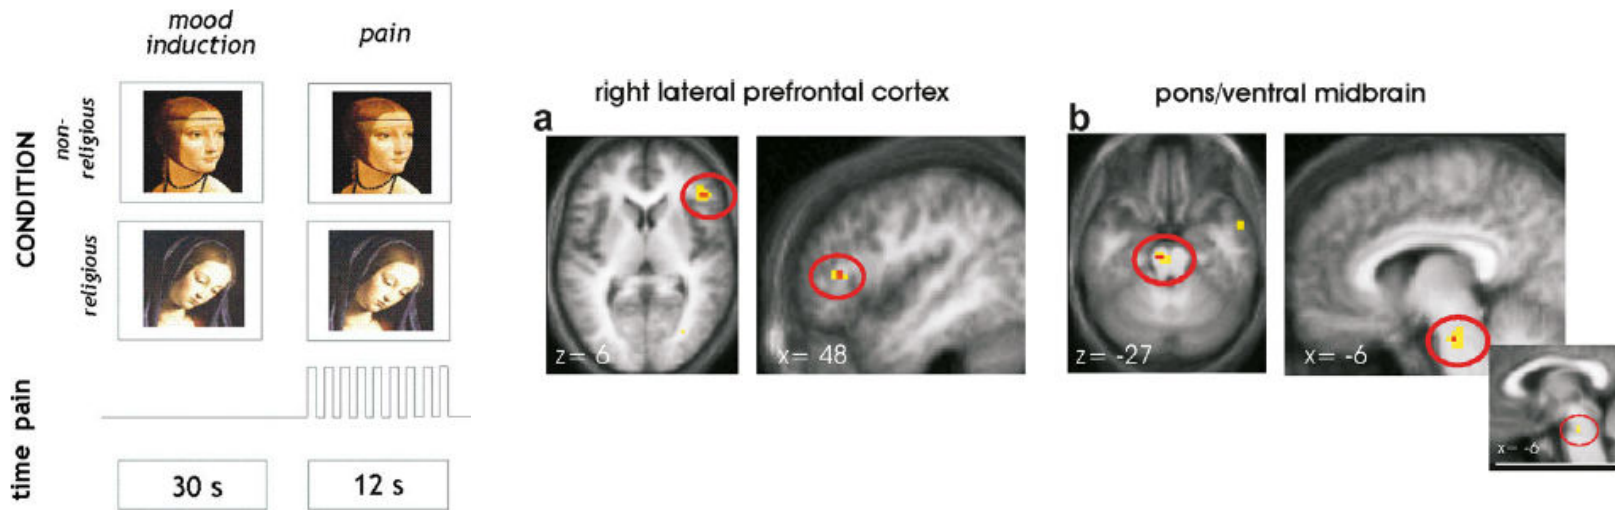 mood
induction
pain
CONDITION
non-
religious
religious
time pain
30 s
12 s
right lateral prefrontal cortex
a
z= 6
x= 48
pons/ventral midbrain
b
z= -27
x= -6
x= -6